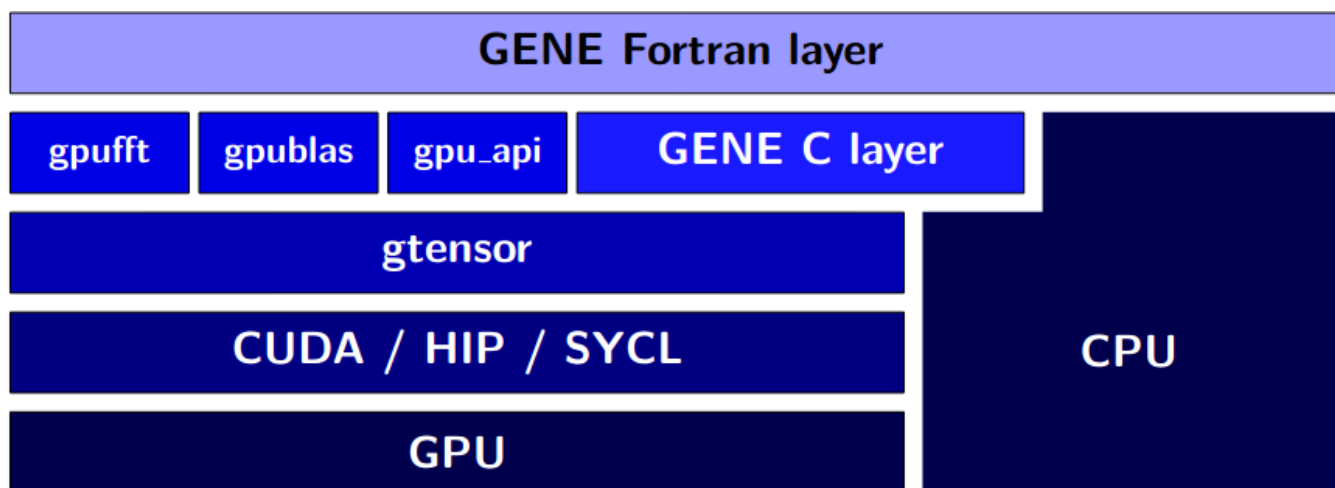 GENE Fortran layer
gpufft gpublas gpu_api GENE C layer
gtensor
CUDA / HIP / SYCL
CPU
GPU